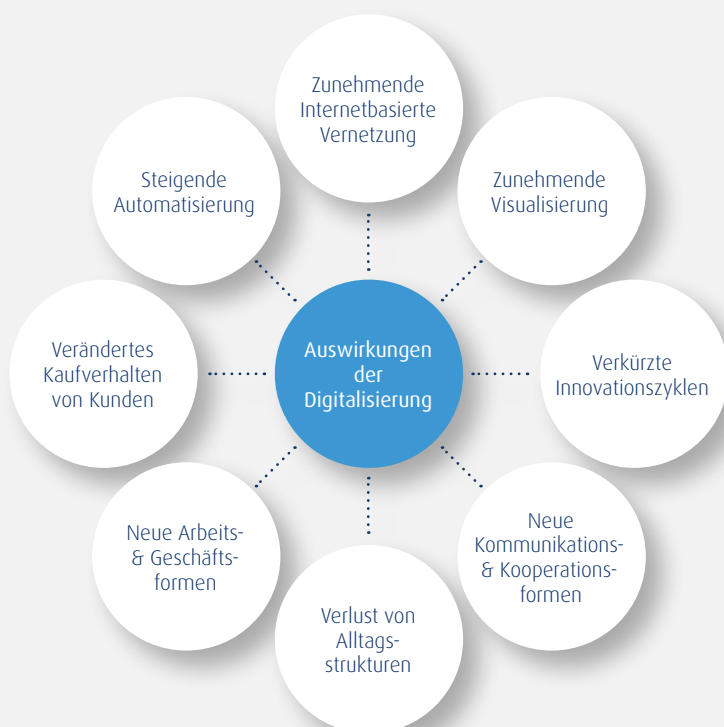 Zunehmende
Internetbasierte
Vernetzung
Steigende
Automatisierung
Zunehmende
Visualisierung
Verändertes
Kaufverhalten
von Kunden
Auswirkungen
der
Digitalisierung
Verkürzte
Innovationszyklen
Neue Arbeits-
& Geschäfts-
formen
Neue
Kommunikations-
& Kooperations-
formen
Verlust von
Alltags-
strukturen